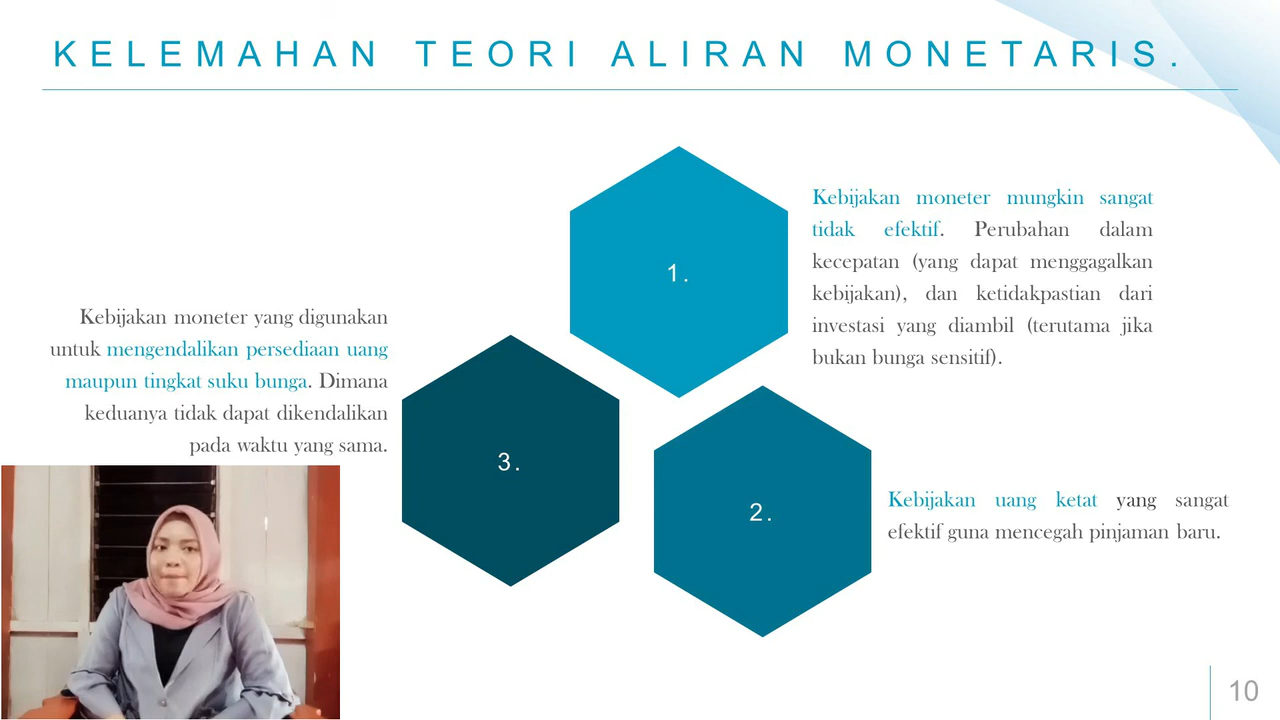 KELEMAHAN TEORI ALIRAN MONETARIS.
1.
Kebijakan moneter mungkin sangat
tidak efektif. Perubahan dalam
kecepatan (yang dapat menggagalkan
kebijakan), dan ketidakpastian dari
investasi yang diambil (terutama jika
bukan bunga sensitif).
2.
Kebijakan uang ketat yang sangat
efektif guna mencegah pinjaman baru.
3.
Kebijakan moneter yang digunakan
untuk mengendalikan persediaan uang
maupun tingkat suku bunga. Dimana
keduanya tidak dapat dikendalikan
pada waktu yang sama.
10